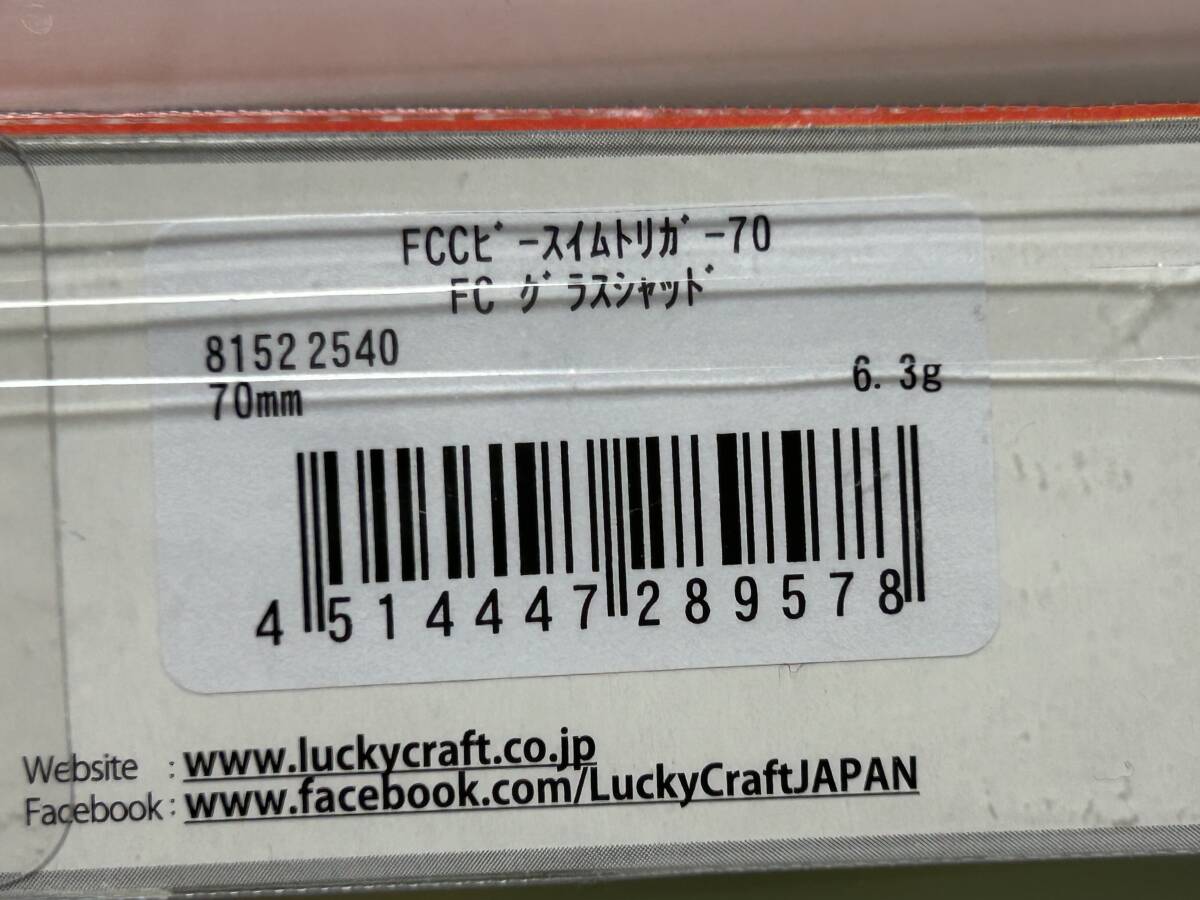 FCCﾋﾞｰｽｲﾑﾄﾘｶﾞｰ70
FC ｸﾞﾗｽｼｬｯﾄﾞ
8152 2540
70mm 6.3g
4 514447 289578
Website : www.luckycraft.co.jp
Facebook : www.facebook.com/LuckyCraftJAPAN